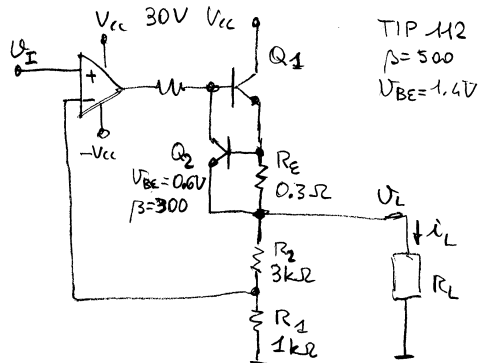 Vcc 30V Vcc
TIP 112
β=500
VBE=1.4V
vI
+
-
Q1
-Vcc
Q2
VBE=0.6V
β=300
RE
0.3Ω
vL
iL
RL
R2
3kΩ
R1
1kΩ